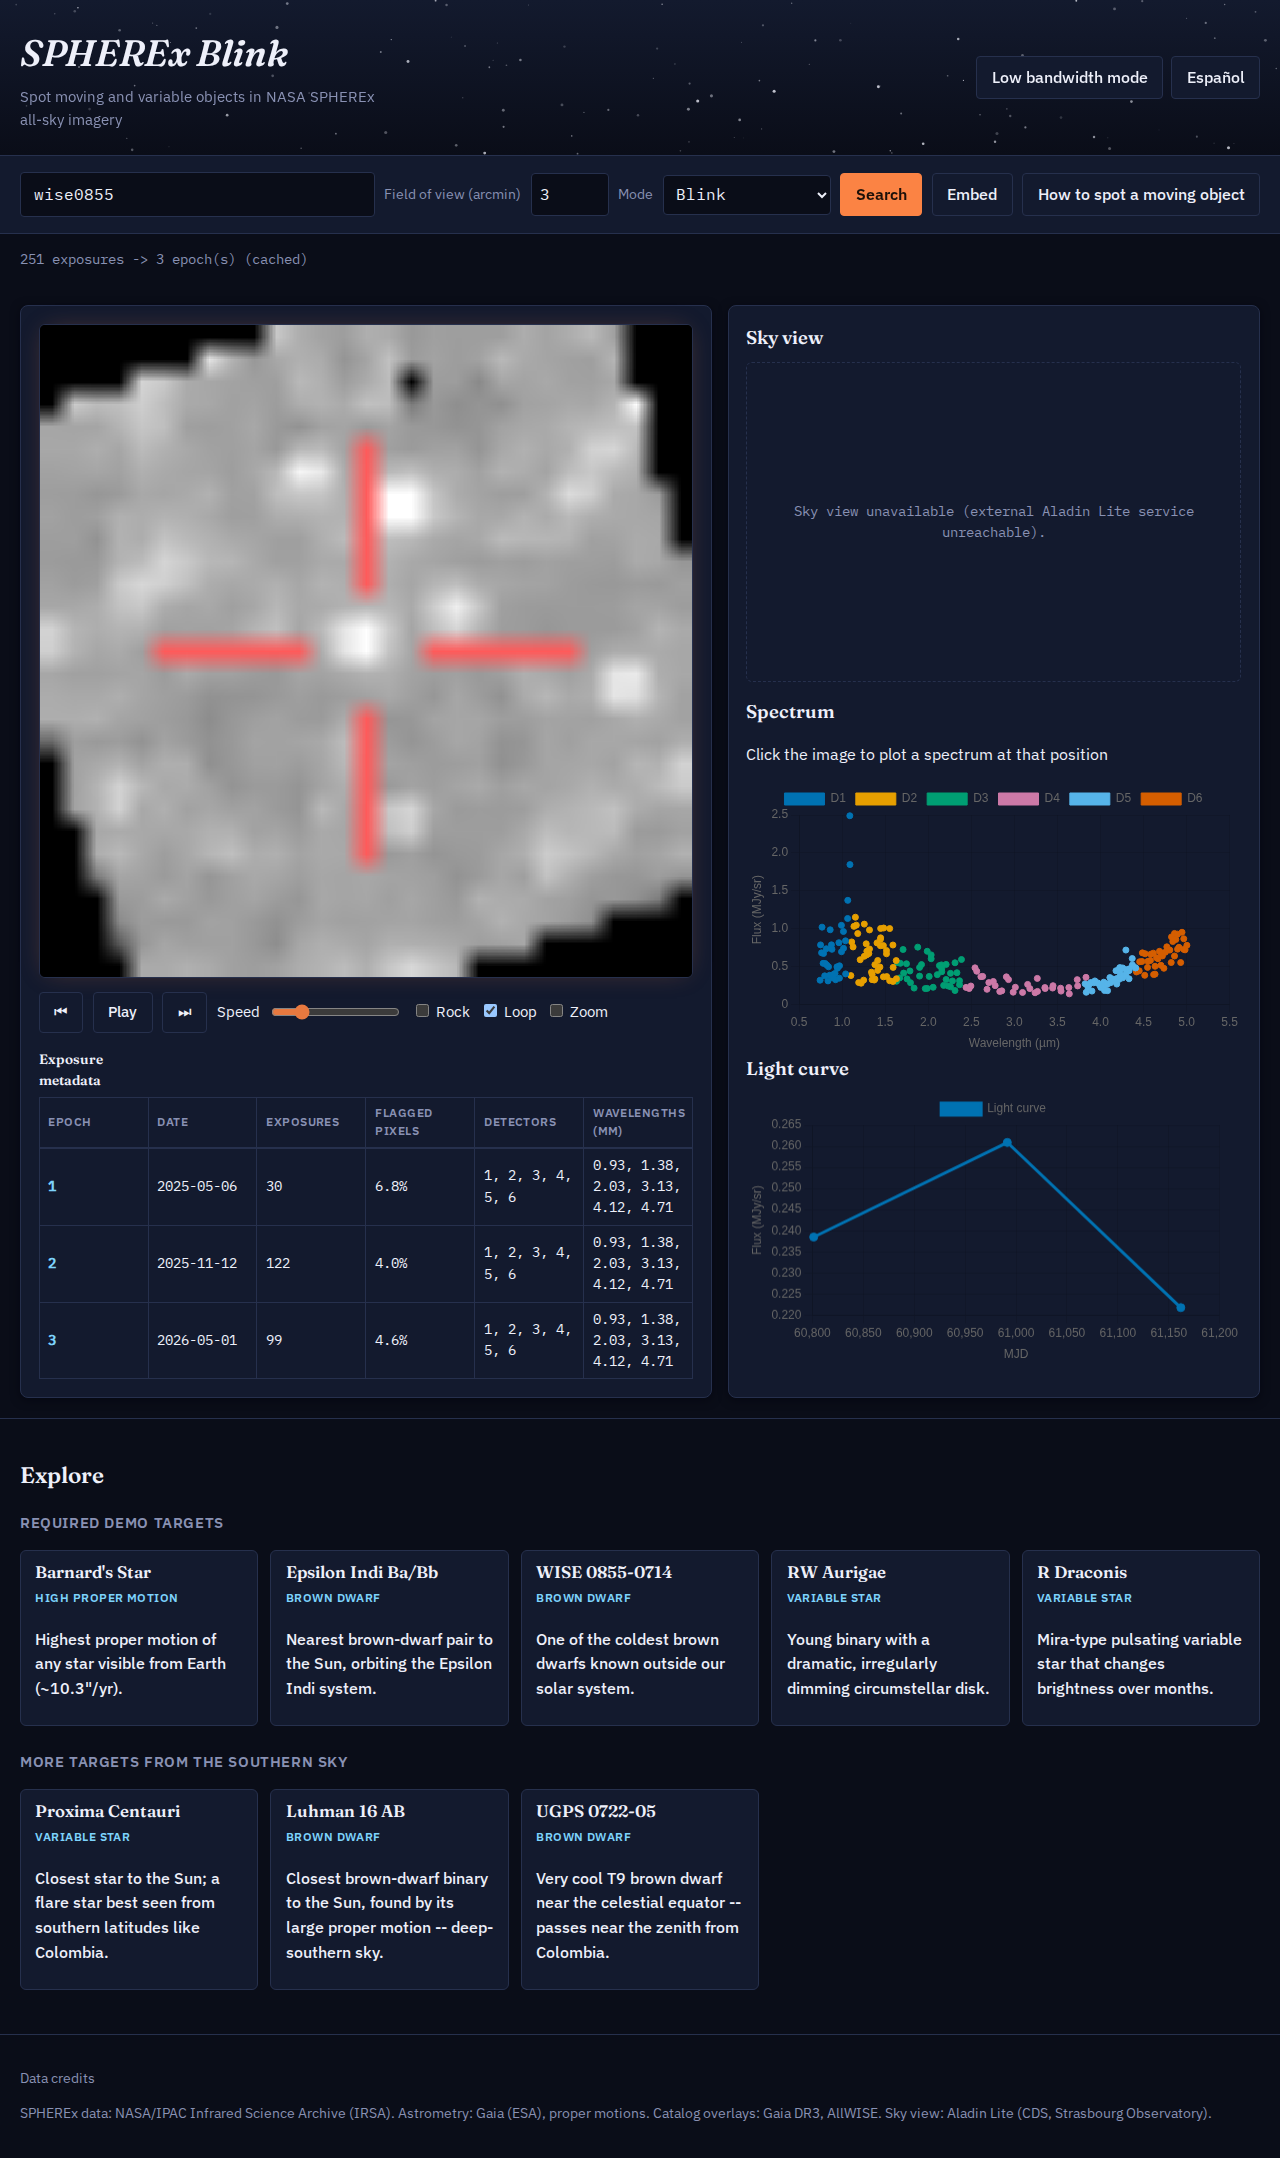 SPHEREx Blink
Spot moving and variable objects in NASA SPHEREx
all-sky imagery
Low bandwidth mode
Español
wise0855
Field of view (arcmin)
3
Mode
Blink
Search
Embed
How to spot a moving object
251 exposures -> 3 epoch(s) (cached)
Play
Speed
Rock
Loop
Zoom
Exposure
metadata
EPOCH DATE EXPOSURES FLAGGED PIXELS DETECTORS WAVELENGTHS (MM)
1 2025-05-06 30 6.8% 1, 2, 3, 4, 5, 6 0.93, 1.38, 2.03, 3.13, 4.12, 4.71
2 2025-11-12 122 4.0% 1, 2, 3, 4, 5, 6 0.93, 1.38, 2.03, 3.13, 4.12, 4.71
3 2026-05-01 99 4.6% 1, 2, 3, 4, 5, 6 0.93, 1.38, 2.03, 3.13, 4.12, 4.71
Sky view
Sky view unavailable (external Aladin Lite service
unreachable).
Spectrum
Click the image to plot a spectrum at that position
D1 D2 D3 D4 D5 D6
Flux (MJy/sr)
2.5
2.0
1.5
1.0
0.5
0
0.5 1.0 1.5 2.0 2.5 3.0 3.5 4.0 4.5 5.0 5.5
Wavelength (µm)
Light curve
Light curve
Flux (MJy/sr)
0.265
0.260
0.255
0.250
0.245
0.240
0.235
0.230
0.225
0.220
60,800 60,850 60,900 60,950 61,000 61,050 61,100 61,150 61,200
MJD
Explore
REQUIRED DEMO TARGETS
Barnard's Star
HIGH PROPER MOTION
Highest proper motion of
any star visible from Earth
(~10.3"/yr).
Epsilon Indi Ba/Bb
BROWN DWARF
Nearest brown-dwarf pair to
the Sun, orbiting the Epsilon
Indi system.
WISE 0855-0714
BROWN DWARF
One of the coldest brown
dwarfs known outside our
solar system.
RW Aurigae
VARIABLE STAR
Young binary with a
dramatic, irregularly
dimming circumstellar disk.
R Draconis
VARIABLE STAR
Mira-type pulsating variable
star that changes
brightness over months.
MORE TARGETS FROM THE SOUTHERN SKY
Proxima Centauri
VARIABLE STAR
Closest star to the Sun; a
flare star best seen from
southern latitudes like
Colombia.
Luhman 16 AB
BROWN DWARF
Closest brown-dwarf binary
to the Sun, found by its
large proper motion -- deep-
southern sky.
UGPS 0722-05
BROWN DWARF
Very cool T9 brown dwarf
near the celestial equator --
passes near the zenith from
Colombia.
Data credits
SPHEREx data: NASA/IPAC Infrared Science Archive (IRSA). Astrometry: Gaia (ESA), proper motions. Catalog overlays: Gaia DR3, AllWISE. Sky view: Aladin Lite (CDS, Strasbourg Observatory).